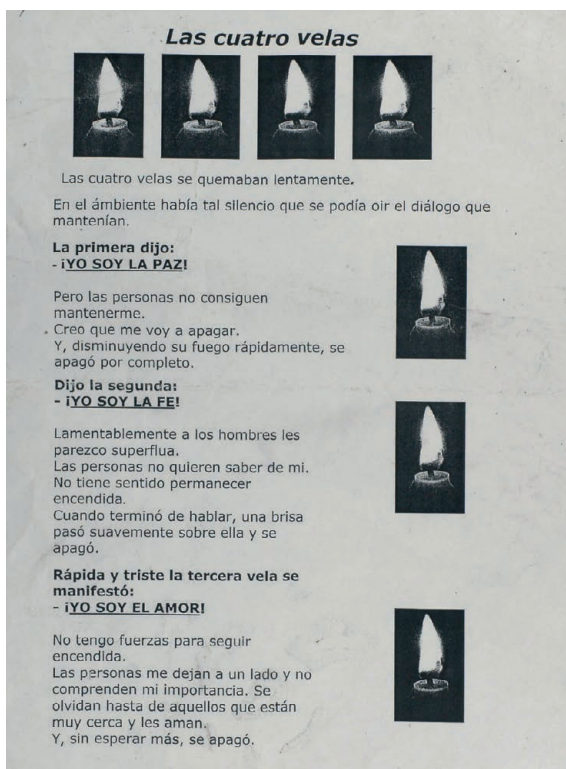 Las cuatro velas
Las cuatro velas se quemaban lentamente.
En el ámbiente había tal silencio que se podía oir el diálogo que
mantenían.
La primera dijo:
- ¡YO SOY LA PAZ!
Pero las personas no consiguen
mantenerme.
Creo que me voy a apagar.
Y, disminuyendo su fuego rápidamente, se
apagó por completo.
Dijo la segunda:
- ¡YO SOY LA FE!
Lamentablemente a los hombres les
parezco superflua.
Las personas no quieren saber de mi.
No tiene sentido permanecer
encendida.
Cuando terminó de hablar, una brisa
pasó suavemente sobre ella y se
apagó.
Rápida y triste la tercera vela se
manifestó:
- ¡YO SOY EL AMOR!
No tengo fuerzas para seguir
encendida.
Las personas me dejan a un lado y no
comprenden mi importancia. Se
olvidan hasta de aquellos que están
muy cerca y les aman.
Y, sin esperar más, se apagó.